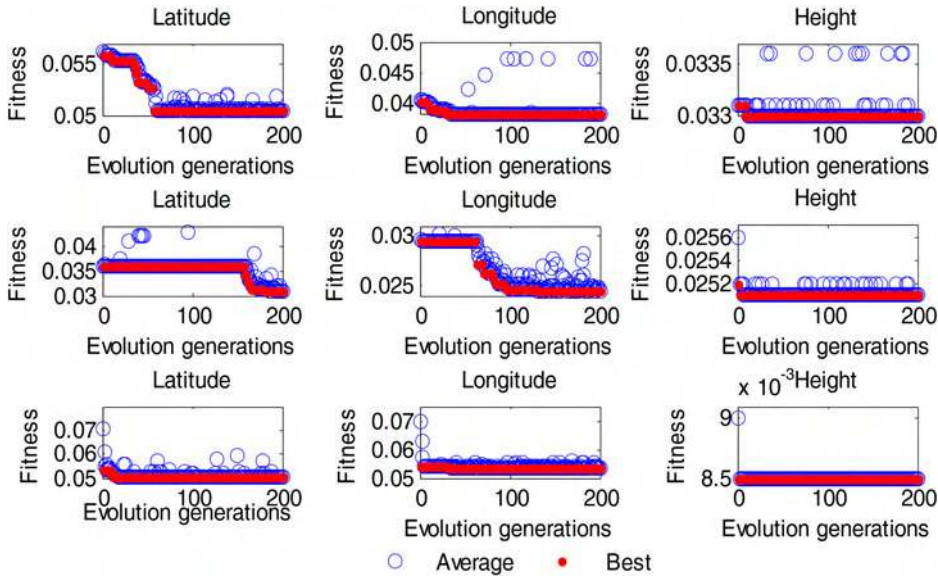 Latitude Longitude Height
0.05 0.0335
0.055 0.045
Fitness Fitness Fitness
0.05 0.04 0.033
0 100 200 0 100 200 0 100 200
Evolution generations Evolution generations Evolution generations
Latitude Longitude Height
0.04 0.03 0.0256
0.035 0.0254
0.03 0.025 0.0252
Fitness Fitness Fitness
0 100 200 0 100 200 0 100 200
Evolution generations Evolution generations Evolution generations
Latitude Longitude x 10-3Height
0.07 0.07 9
0.06 0.06
0.05 0.05 8.5
Fitness Fitness Fitness
0 100 200 0 100 200 0 100 200
Evolution generations Evolution generations Evolution generations
Average Best